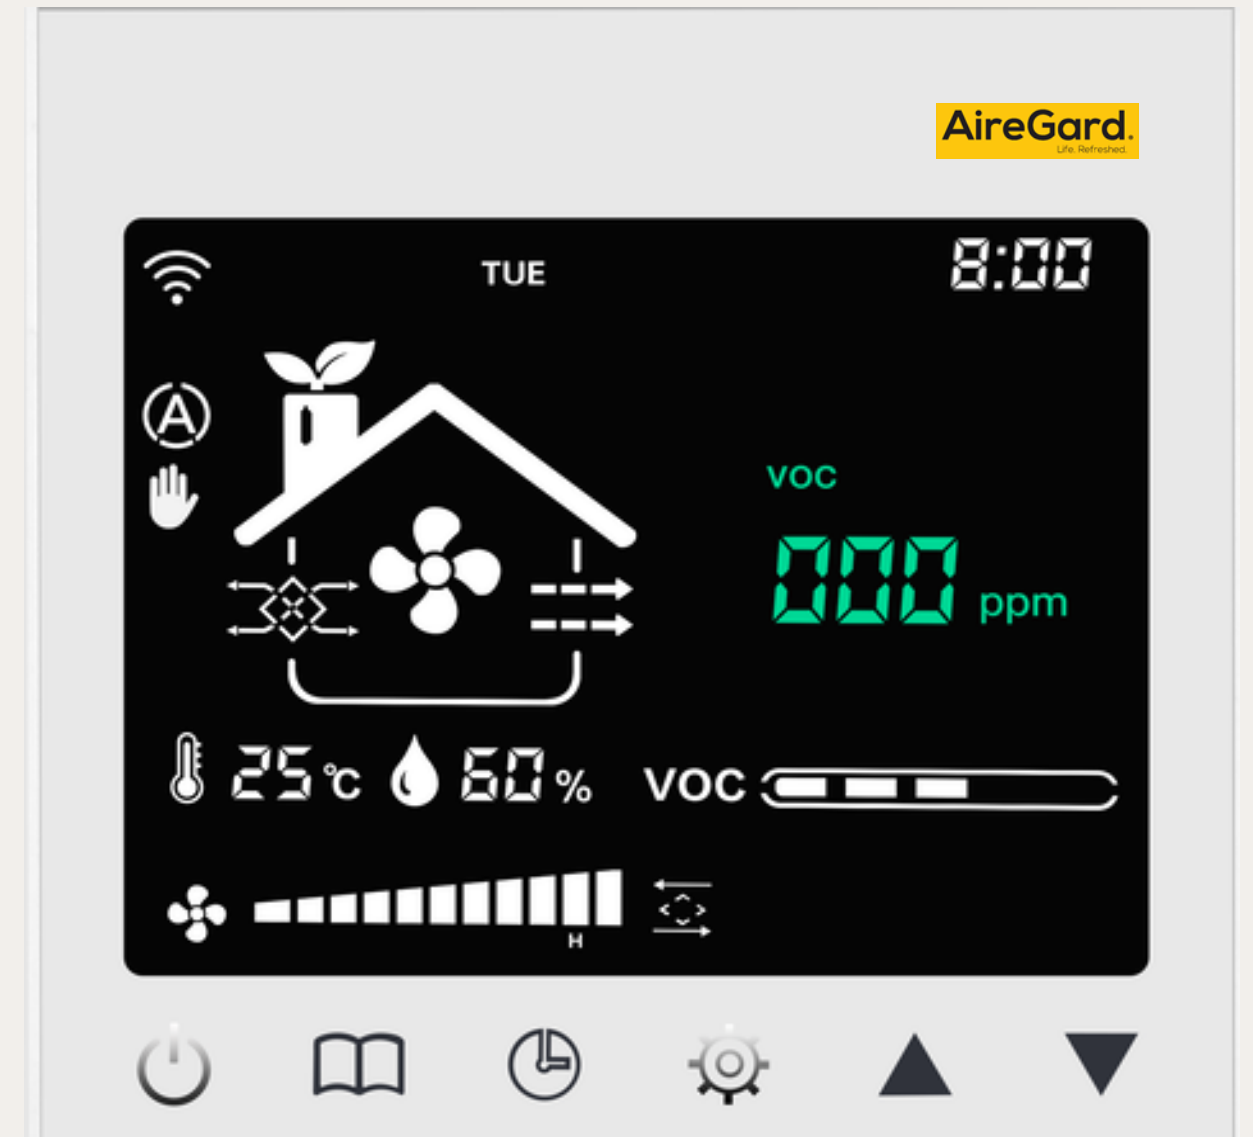 AireGard.
Life. Refreshed.
TUE
8:00
A
VOC
000 ppm
25 °C 60 % VOC
H